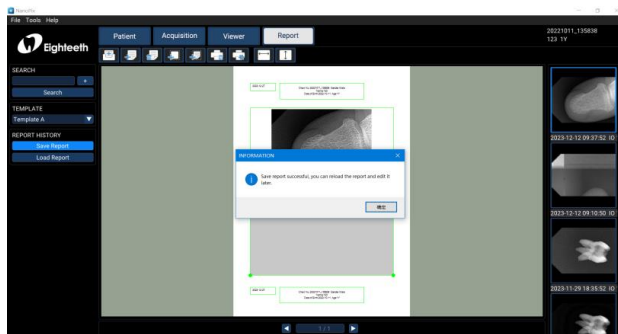 NanoPix
File Tools Help
Eighteeth
Patient
Acquisition
Viewer
Report
20221011_135838
123 1Y
SEARCH
+
Search
TEMPLATE
Template A
REPORT HISTORY
Save Report
Load Report
INFORMATION
Save report successful, you can reload the report and edit it
later.
确定
2023-12-12 09:37:52 IO
2023-12-12 09:10:50 IO
2023-11-29 18:35:52 IO
1 / 1